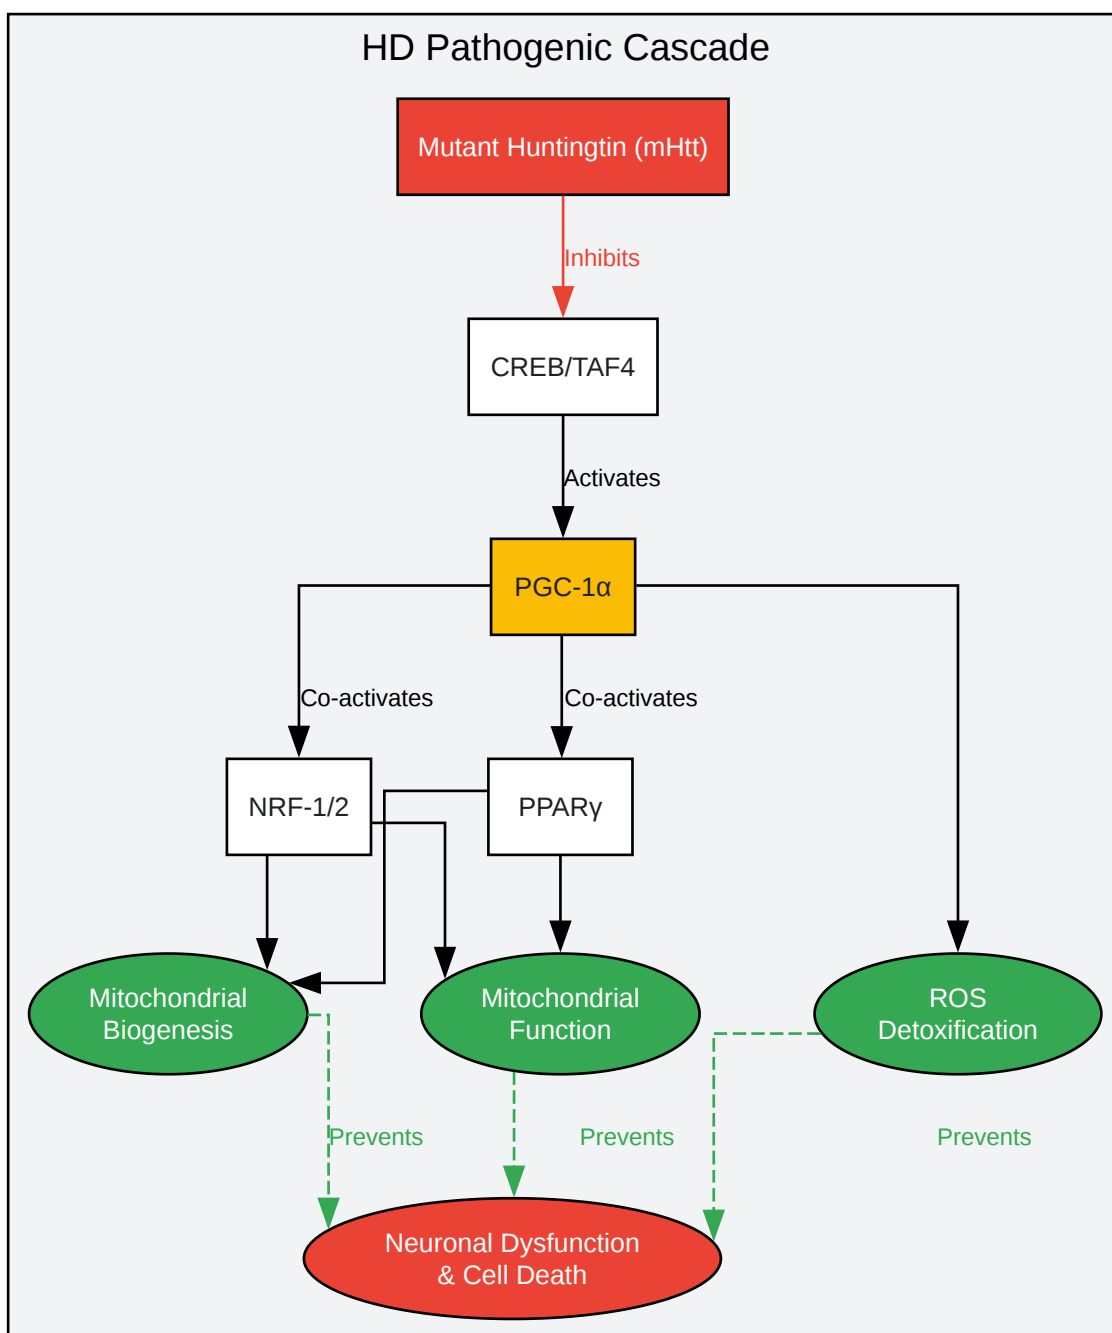 HD Pathogenic Cascade
Mutant Huntingtin (mHtt)
Inhibits
CREB/TAF4
Activates
PGC-1α
Co-activates
Co-activates
NRF-1/2
PPARγ
Mitochondrial
Biogenesis
Mitochondrial
Function
ROS
Detoxification
Prevents
Prevents
Prevents
Neuronal Dysfunction
& Cell Death